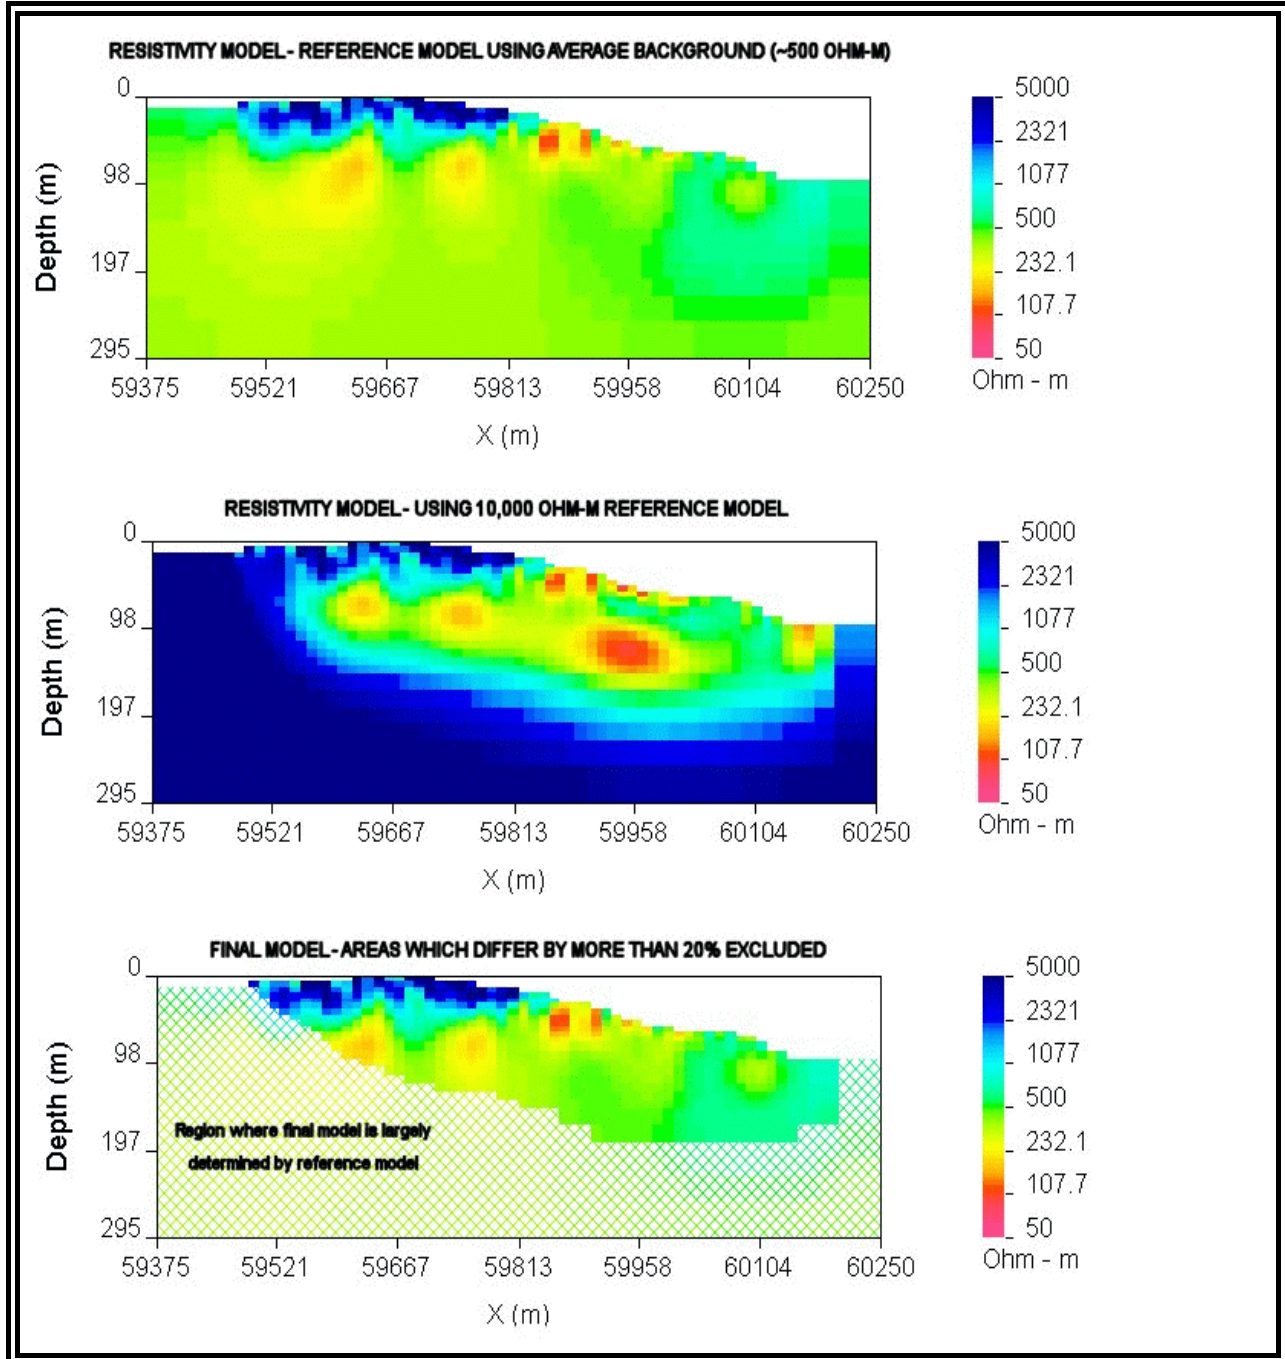 RESISTIVITY MODEL - REFERENCE MODEL USING AVERAGE BACKGROUND (~500 OHM-M)
0
98
197
295
Depth (m)
59375 59521 59667 59813 59958 60104 60250
X (m)
5000
2321
1077
500
232.1
107.7
50
Ohm - m
RESISTIVITY MODEL - USING 10,000 OHM-M REFERENCE MODEL
0
98
197
295
Depth (m)
59375 59521 59667 59813 59958 60104 60250
X (m)
5000
2321
1077
500
232.1
107.7
50
Ohm - m
FINAL MODEL - AREAS WHICH DIFFER BY MORE THAN 20% EXCLUDED
0
98
197
295
Depth (m)
Region where final model is largely
determined by reference model
59375 59521 59667 59813 59958 60104 60250
X (m)
5000
2321
1077
500
232.1
107.7
50
Ohm - m